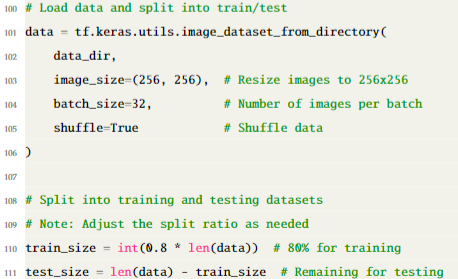 100 # Load data and split into train/test
101 data = tf.keras.utils.image_dataset_from_directory(
102     data_dir,
103     image_size=(256, 256),  # Resize images to 256x256
104     batch_size=32,          # Number of images per batch
105     shuffle=True            # Shuffle data
106 )
107
108 # Split into training and testing datasets
109 # Note: Adjust the split ratio as needed
110 train_size = int(0.8 * len(data))  # 80% for training
111 test_size = len(data) - train_size  # Remaining for testing